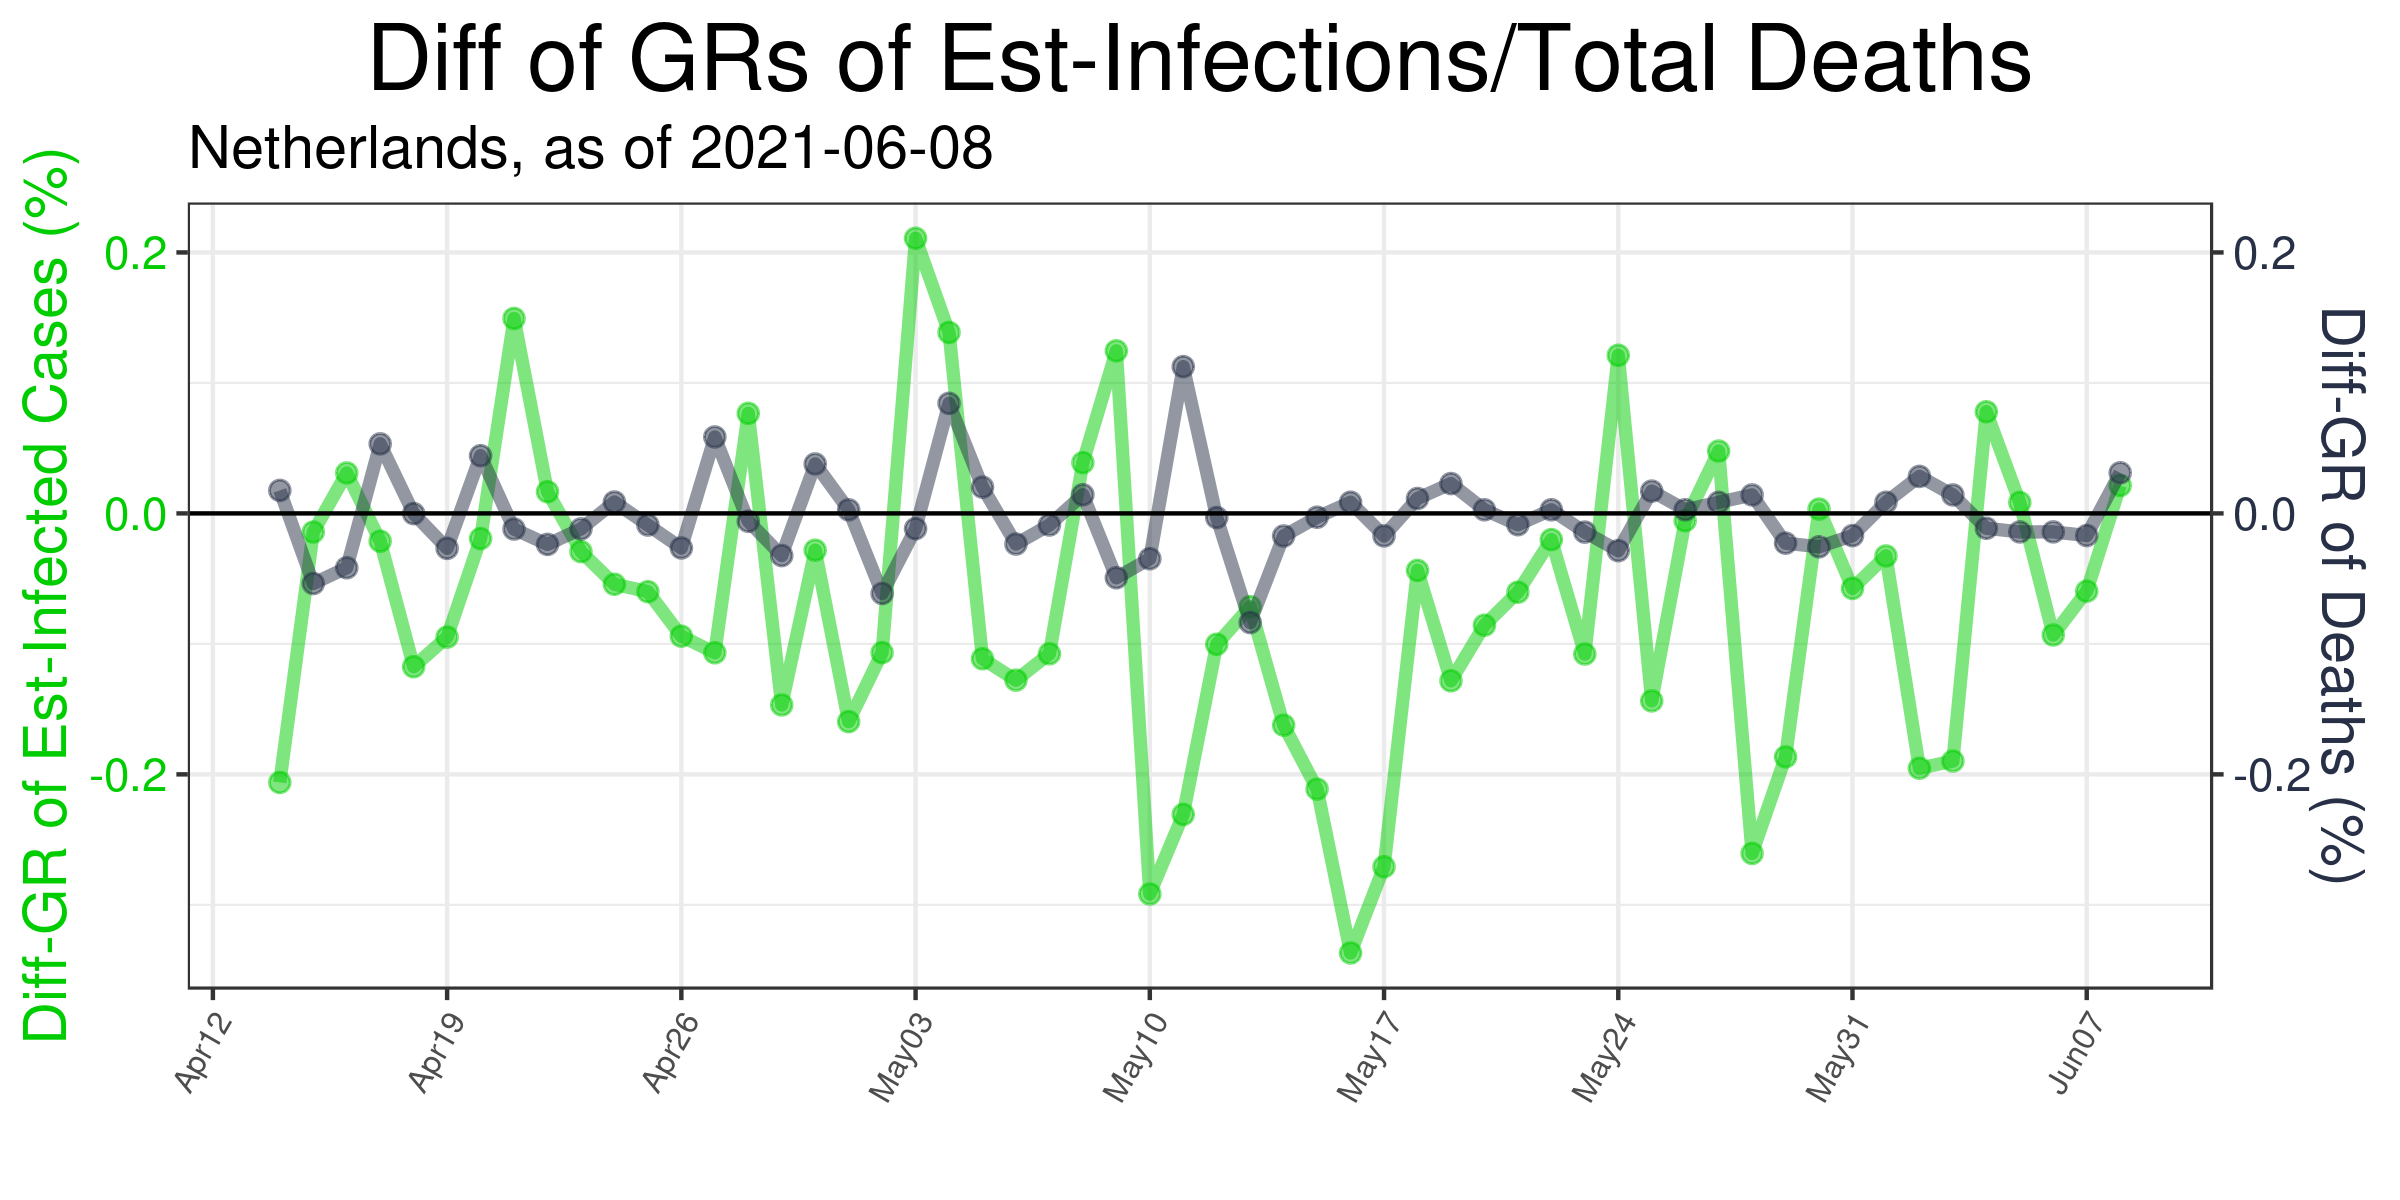 Diff of GRs of Est-Infections/Total Deaths
Netherlands, as of 2021-06-08
Diff-GR of Est-Infected Cases (%)
0.2
0.0
-0.2
0.2
0.0
-0.2
Diff-GR of Deaths (%)
Apr12
Apr19
Apr26
May03
May10
May17
May24
May31
Jun07